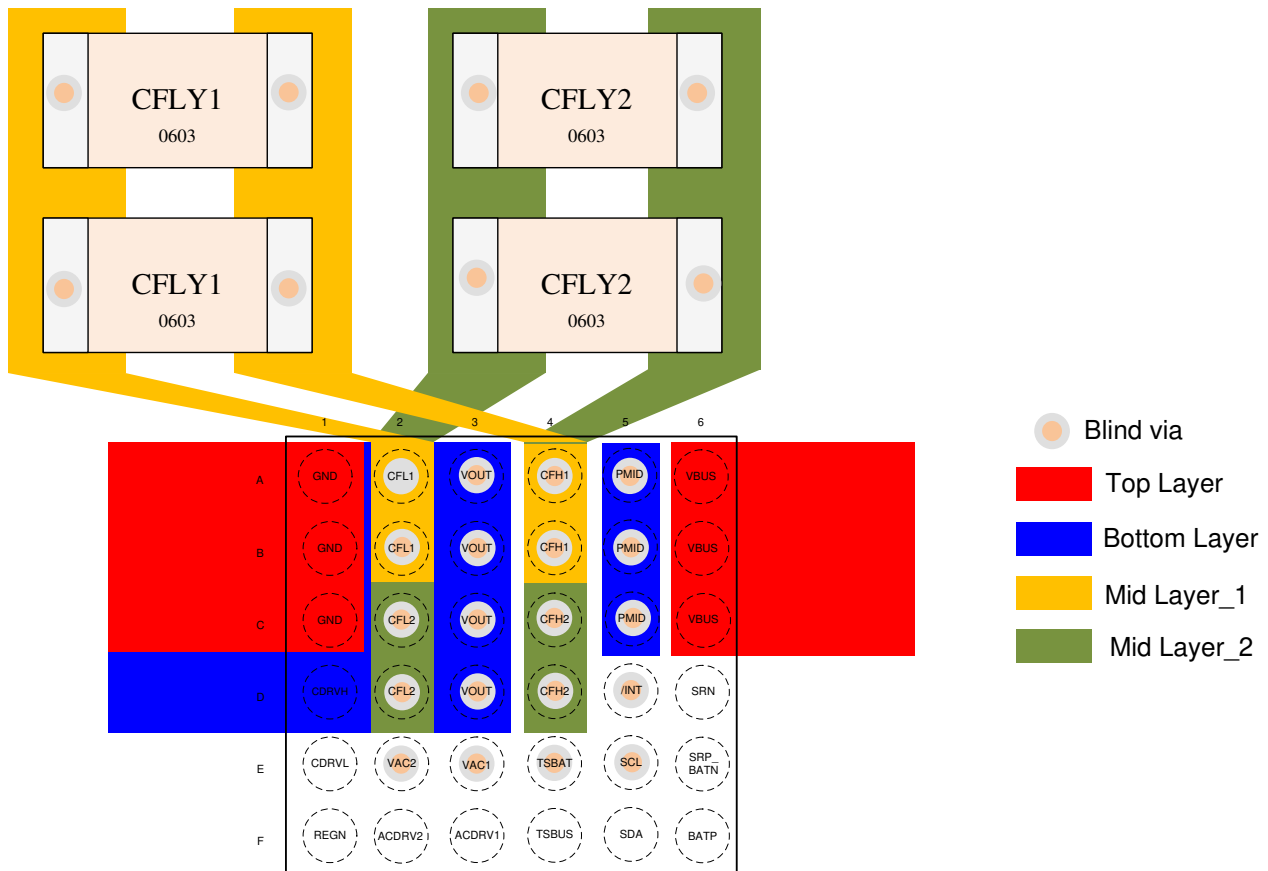 CFLY1
0603
CFLY2
0603
CFLY1
0603
CFLY2
0603
1 2 3 4 5 6
A GND CFL1 VOUT CFH1 PMID VBUS
B GND CFL1 VOUT CFH1 PMID VBUS
C GND CFL2 VOUT CFH2 PMID VBUS
D CDRVH CFL2 VOUT CFH2 /INT SRN
E CDRVL VAC2 VAC1 TSBAT SCL SRP_
BATN
F REGN ACDRV2 ACDRV1 TSBUS SDA BATP
Blind via
Top Layer
Bottom Layer
Mid Layer_1
Mid Layer_2